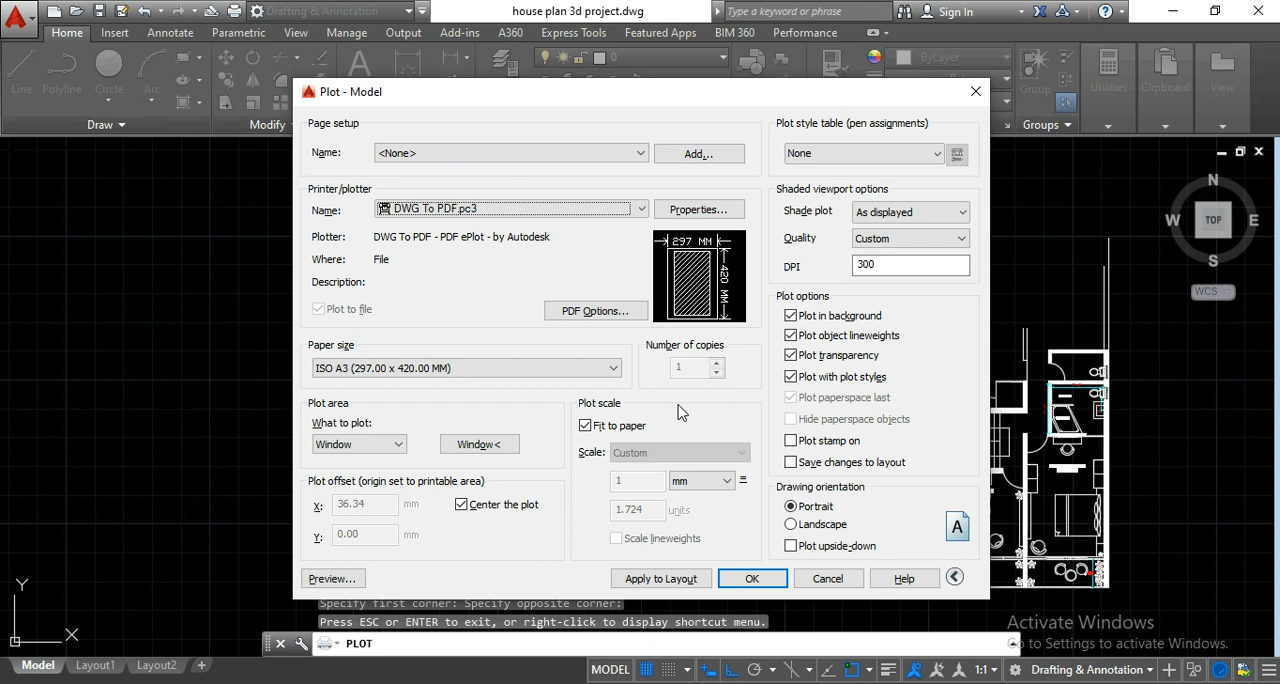 Drafting & Annotation
house plan 3d project.dwg
Type a keyword or phrase
Sign In
Home Insert Annotate Parametric View Manage Output Add-ins A360 Express Tools Featured Apps BIM 360 Performance
0
ByLayer
Line Polyline Circle Arc
Group
Utilities
Clipboard
View
Draw
Modify
Groups
Plot - Model
Page setup
Name:
<None>
Add...
Printer/plotter
Name:
DWG To PDF.pc3
Properties...
Plotter:
DWG To PDF - PDF ePlot - by Autodesk
Where:
File
Description:
Plot to file
PDF Options...
297 MM
420 MM
Paper size
ISO A3 (297.00 x 420.00 MM)
Number of copies
1
Plot area
What to plot:
Window
Window<
Plot scale
Fit to paper
Scale:
Custom
1
mm
=
1.724
units
Scale lineweights
Plot offset (origin set to printable area)
X:
36.34
mm
Center the plot
Y:
0.00
mm
Plot style table (pen assignments)
None
Shaded viewport options
Shade plot
As displayed
Quality
Custom
DPI
300
Plot options
Plot in background
Plot object lineweights
Plot transparency
Plot with plot styles
Plot paperspace last
Hide paperspace objects
Plot stamp on
Save changes to layout
Drawing orientation
Portrait
Landscape
Plot upside-down
A
Preview...
Apply to Layout
OK
Cancel
Help
N
W
TOP
E
S
WCS
Y
X
Specify first corner: Specify opposite corner:
Press ESC or ENTER to exit, or right-click to display shortcut menu.
PLOT
Activate Windows
Go to Settings to activate Windows.
Model Layout1 Layout2 +
MODEL
1:1
Drafting & Annotation